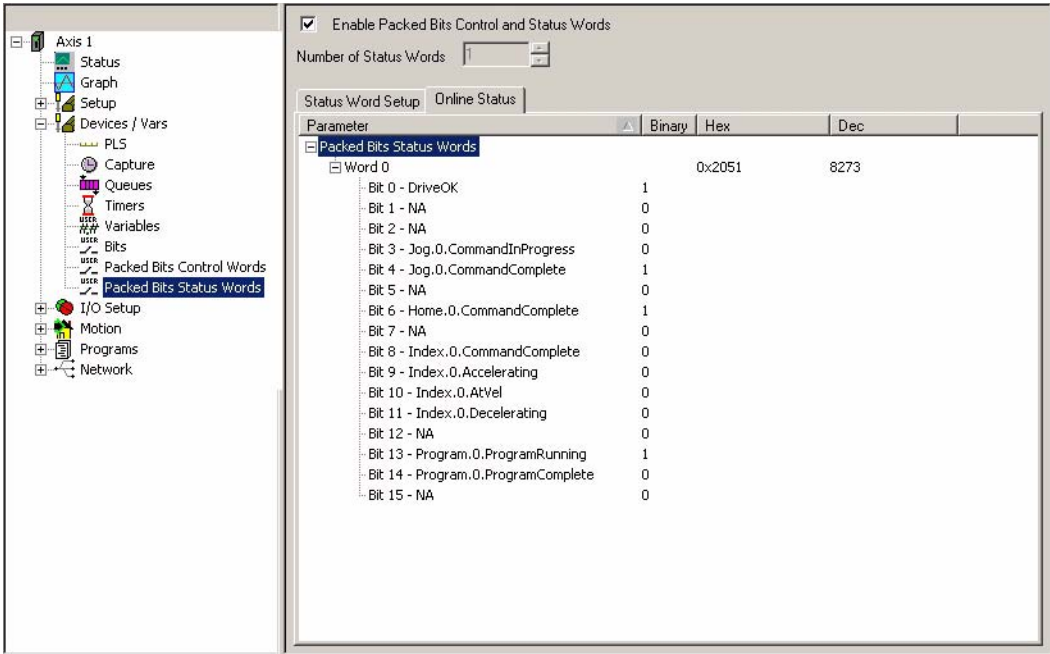 Axis 1
Status
Graph
Setup
Devices / Vars
PLS
Capture
Queues
Timers
USER
Variables
USER
Bits
USER
Packed Bits Control Words
USER
Packed Bits Status Words
I/O Setup
Motion
Programs
Network
Enable Packed Bits Control and Status Words
Number of Status Words 1
Status Word Setup Online Status
Parameter Binary Hex Dec
Packed Bits Status Words
Word 0 0x2051 8273
Bit 0 - DriveOK 1
Bit 1 - NA 0
Bit 2 - NA 0
Bit 3 - Jog.0.CommandInProgress 0
Bit 4 - Jog.0.CommandComplete 1
Bit 5 - NA 0
Bit 6 - Home.0.CommandComplete 1
Bit 7 - NA 0
Bit 8 - Index.0.CommandComplete 0
Bit 9 - Index.0.Accelerating 0
Bit 10 - Index.0.AtVel 0
Bit 11 - Index.0.Decelerating 0
Bit 12 - NA 0
Bit 13 - Program.0.ProgramRunning 1
Bit 14 - Program.0.ProgramComplete 0
Bit 15 - NA 0